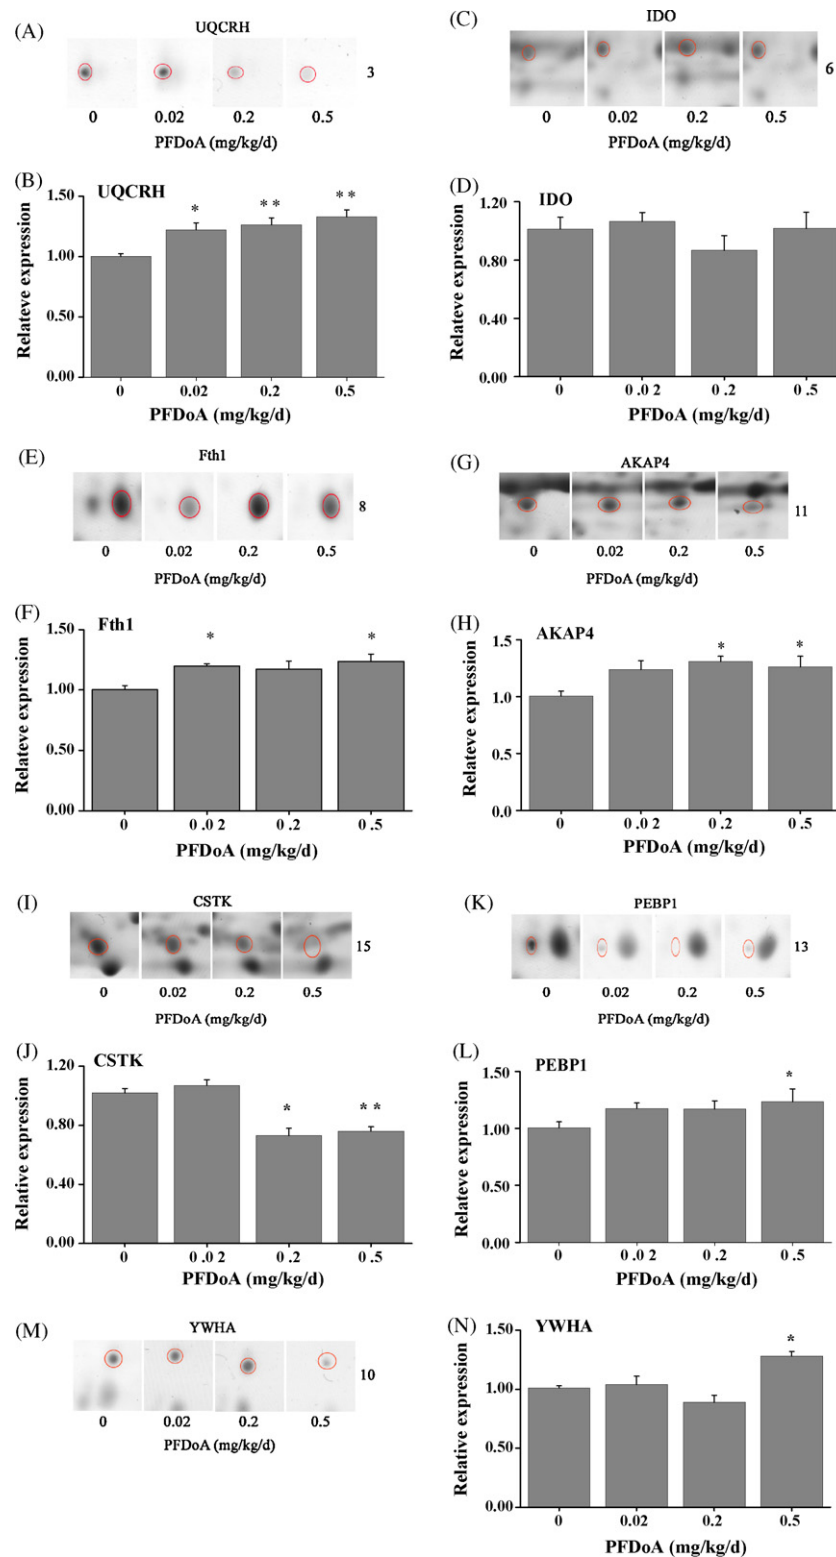 (A)
UQCRH
3
0 0.02 0.2 0.5
PFDoA (mg/kg/d)
(C)
IDO
6
0 0.02 0.2 0.5
PFDoA (mg/kg/d)
(B)
UQCRH
Relateve expression
1.50
1.00
0.50
0.00
* ** **
0 0.02 0.2 0.5
PFDoA (mg/kg/d)
(D)
IDO
Relateve expression
1.20
0.80
0.40
0.00
0 0.02 0.2 0.5
PFDoA (mg/kg/d)
(E)
Fth1
8
0 0.02 0.2 0.5
PFDoA (mg/kg/d)
(G)
AKAP4
11
0 0.02 0.2 0.5
PFDoA (mg/kg/d)
(F)
Fth1
Relateve expression
1.50
1.00
0.50
0.00
* *
0 0.02 0.2 0.5
PFDoA (mg/kg/d)
(H)
AKAP4
Relateve expression
1.5
1.0
0.5
0.0
* *
0 0.02 0.2 0.5
PFDoA (mg/kg/d)
(I)
CSTK
15
0 0.02 0.2 0.5
PFDoA (mg/kg/d)
(K)
PEBP1
13
0 0.02 0.2 0.5
PFDoA (mg/kg/d)
(J)
CSTK
Relative expression
1.20
0.80
0.40
0.00
* **
0 0.02 0.2 0.5
PFDoA (mg/kg/d)
(L)
PEBP1
Relateve expression
1.50
1.00
0.50
0.00
*
0 0.02 0.2 0.5
PFDoA (mg/kg/d)
(M)
YWHA
10
0 0.02 0.2 0.5
PFDoA (mg/kg/d)
(N)
YWHA
Relative expression
1.50
1.00
0.50
0.00
*
0 0.02 0.2 0.5
PFDoA (mg/kg/d)